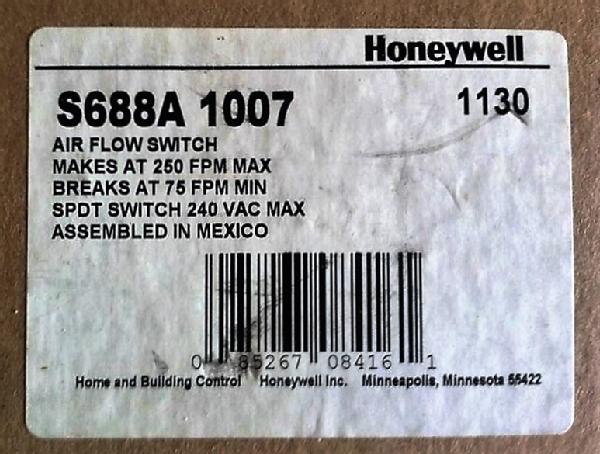 Honeywell
S688A 1007 1130
AIR FLOW SWITCH
MAKES AT 250 FPM MAX
BREAKS AT 75 FPM MIN
SPDT SWITCH 240 VAC MAX
ASSEMBLED IN MEXICO
0 85267 08416 1
Home and Building Control Honeywell Inc. Minneapolis, Minnesota 55422